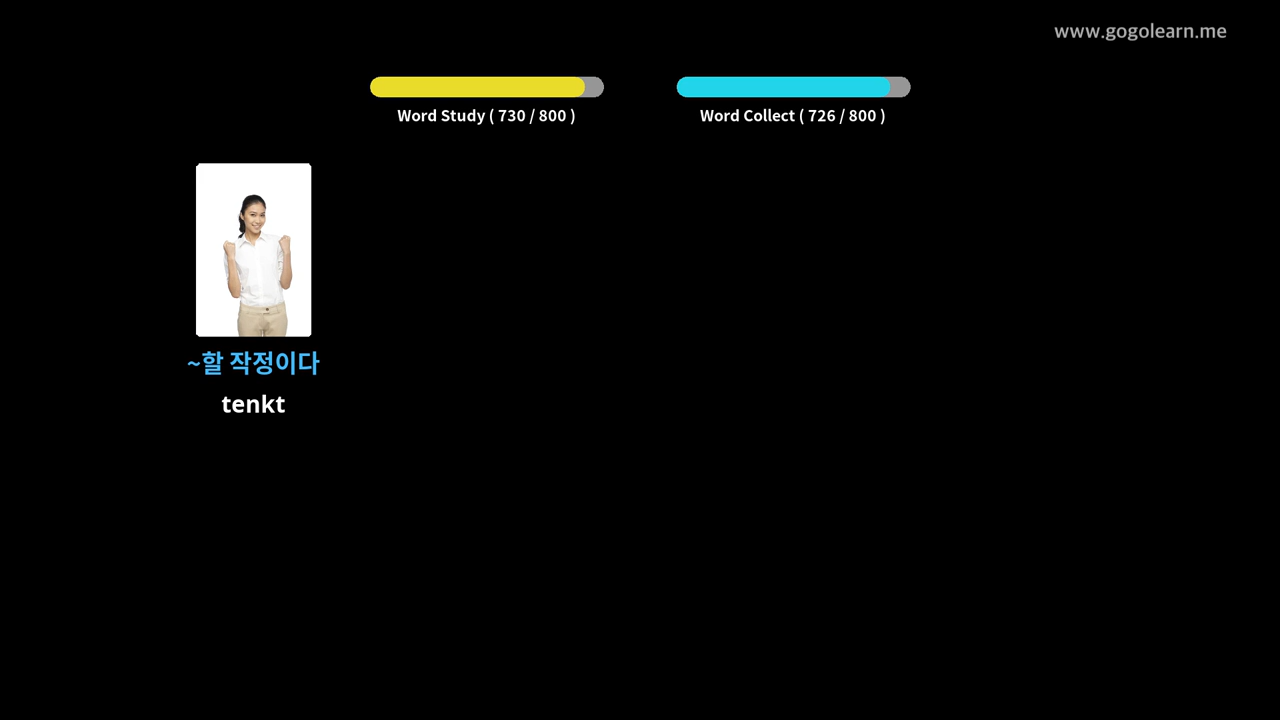 www.gogolearn.me
Word Study ( 730 / 800 )
Word Collect ( 726 / 800 )
~할 작정이다
tenkt